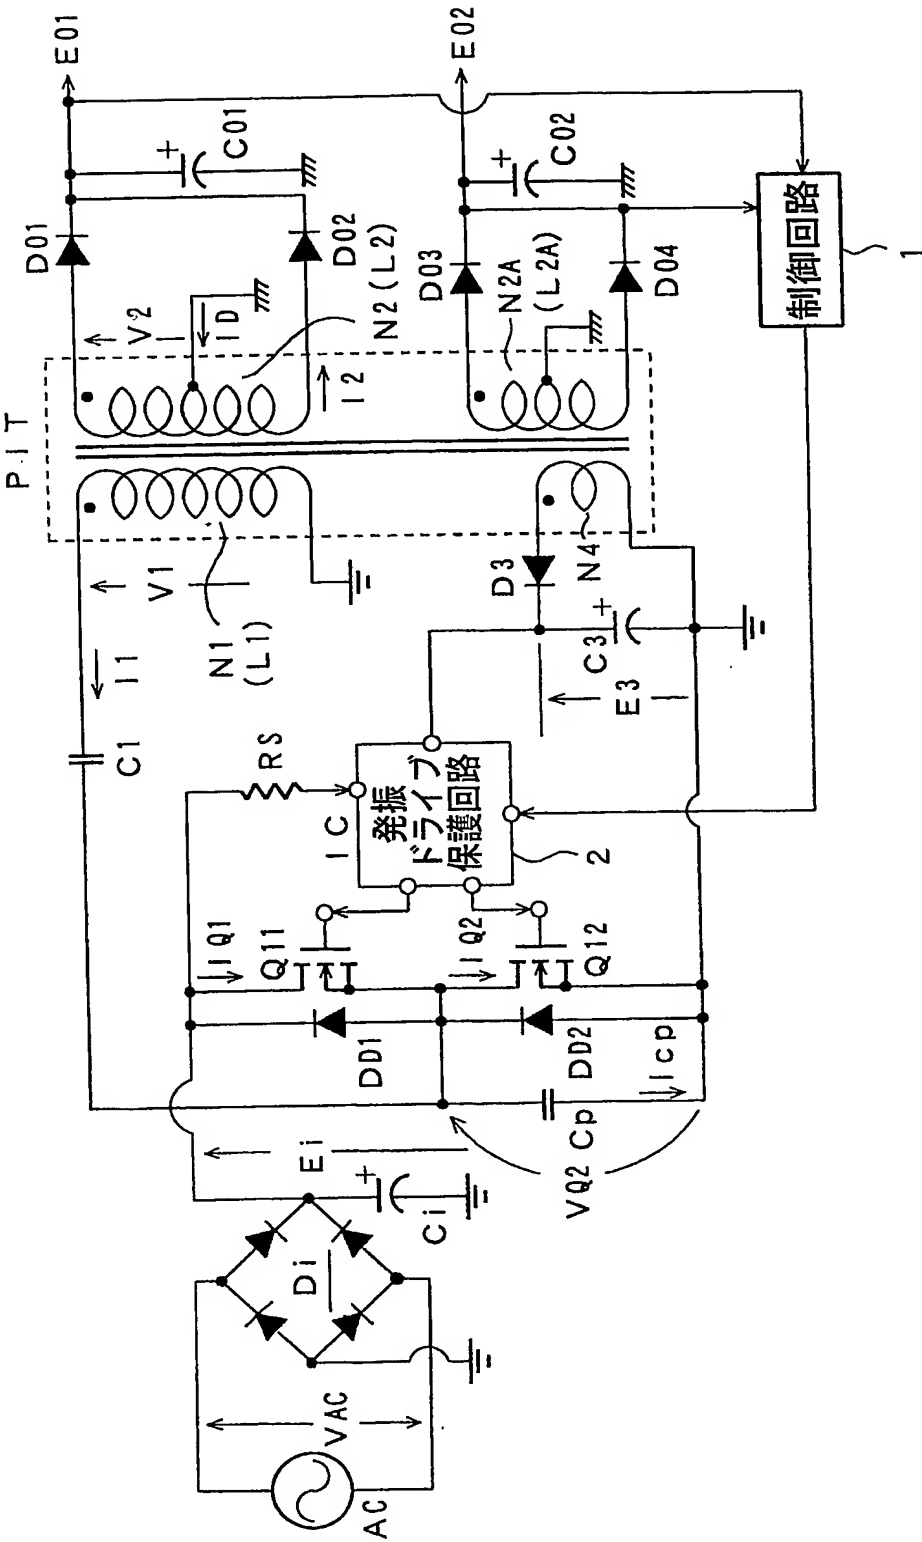 AC
VAC
Di
Ci
Ei
VQ2
Cp
Icp
DD1
DD2
IQ1
Q11
IQ2
Q12
IC
発振
ドライブ
保護回路
2
RS
C1
I1
V1
N1
(L1)
D3
C3
E3
N4
PIT
I2
N2(L2)
V2
ID
D01
D02
C01
E01
N2A
(L2A)
D03
D04
C02
E02
制御回路
1
+
+
+
+